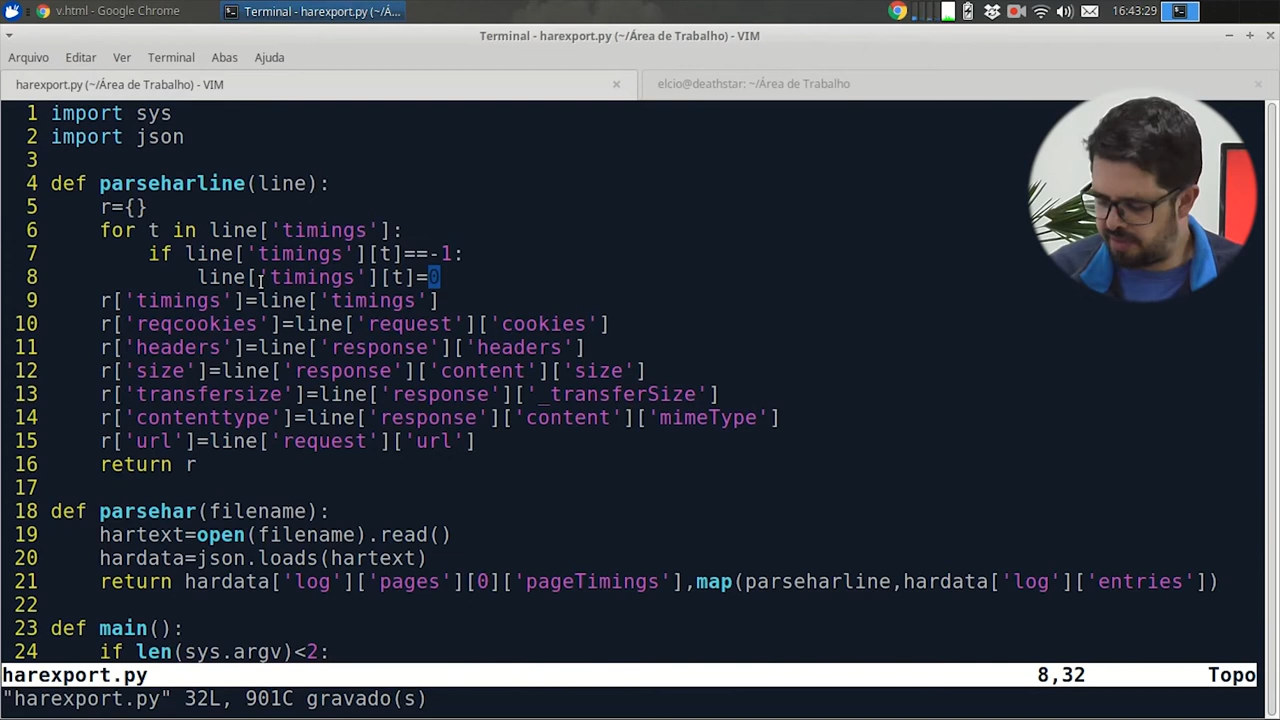 v.html - Google Chrome
Terminal - harexport.py (~/Á...
16:43:29
Terminal - harexport.py (~/Área de Trabalho) - VIM
Arquivo Editar Ver Terminal Abas Ajuda
harexport.py (~/Área de Trabalho) - VIM
elcio@deathstar: ~/Área de Trabalho
1 import sys
2 import json
3
4 def parseharline(line):
5     r={}
6     for t in line['timings']:
7         if line['timings'][t]==-1:
8             line['timings'][t]=0
9     r['timings']=line['timings']
10     r['reqcookies']=line['request']['cookies']
11     r['headers']=line['response']['headers']
12     r['size']=line['response']['content']['size']
13     r['transfersize']=line['response']['_transferSize']
14     r['contenttype']=line['response']['content']['mimeType']
15     r['url']=line['request']['url']
16     return r
17
18 def parsehar(filename):
19     hartext=open(filename).read()
20     hardata=json.loads(hartext)
21     return hardata['log']['pages'][0]['pageTimings'],map(parseharline,hardata['log']['entries'])
22
23 def main():
24     if len(sys.argv)<2:
harexport.py 8,32 Topo
"harexport.py" 32L, 901C gravado(s)